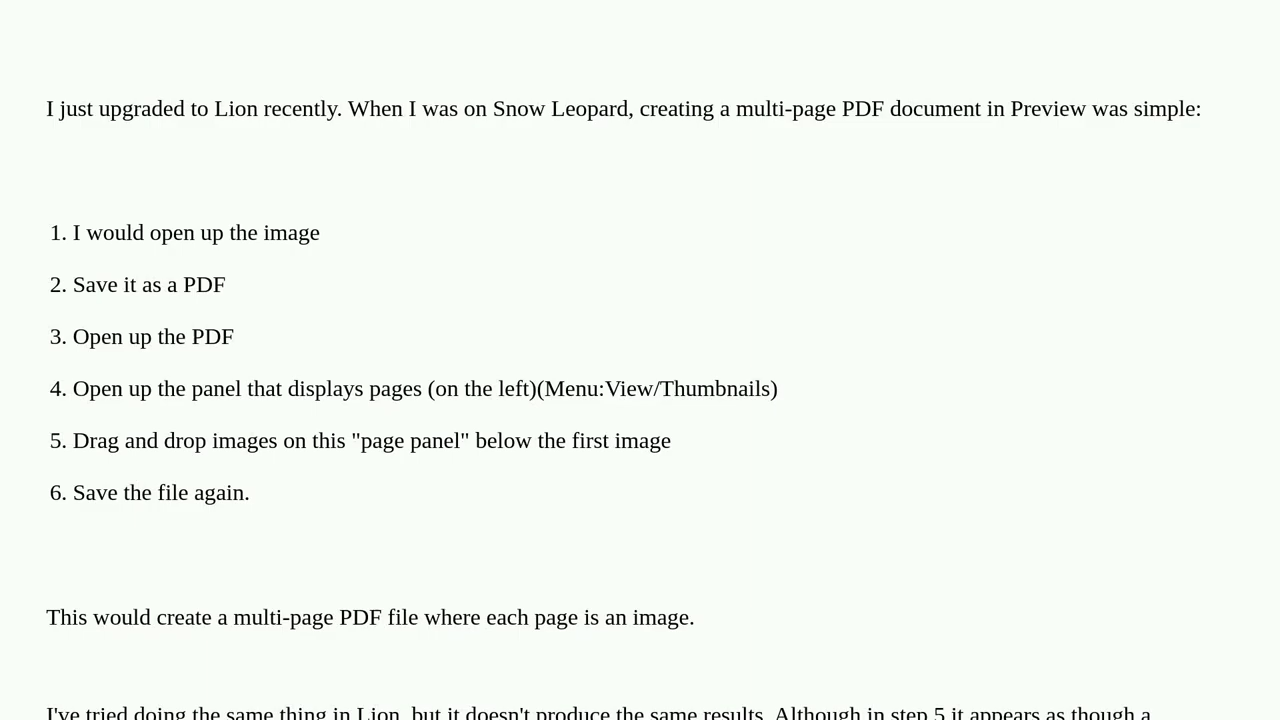 I just upgraded to Lion recently. When I was on Snow Leopard, creating a multi-page PDF document in Preview was simple:
1. I would open up the image
2. Save it as a PDF
3. Open up the PDF
4. Open up the panel that displays pages (on the left)(Menu:View/Thumbnails)
5. Drag and drop images on this "page panel" below the first image
6. Save the file again.
This would create a multi-page PDF file where each page is an image.
I've tried doing the same thing in Lion, but it doesn't produce the same results. Although in step 5 it appears as though a